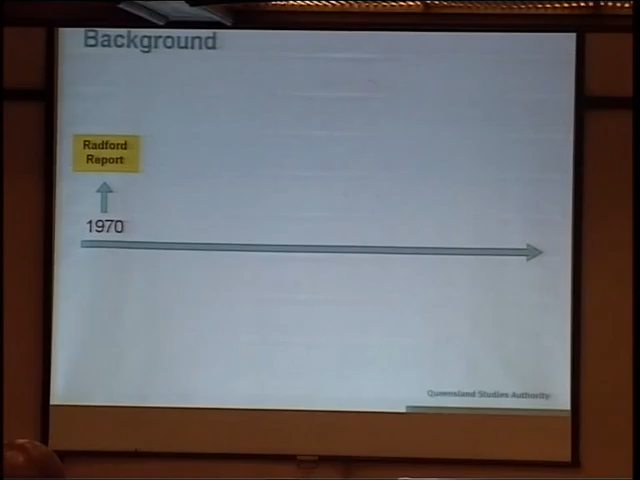 Background
Radford
Report
1970
Queensland Studies Authority